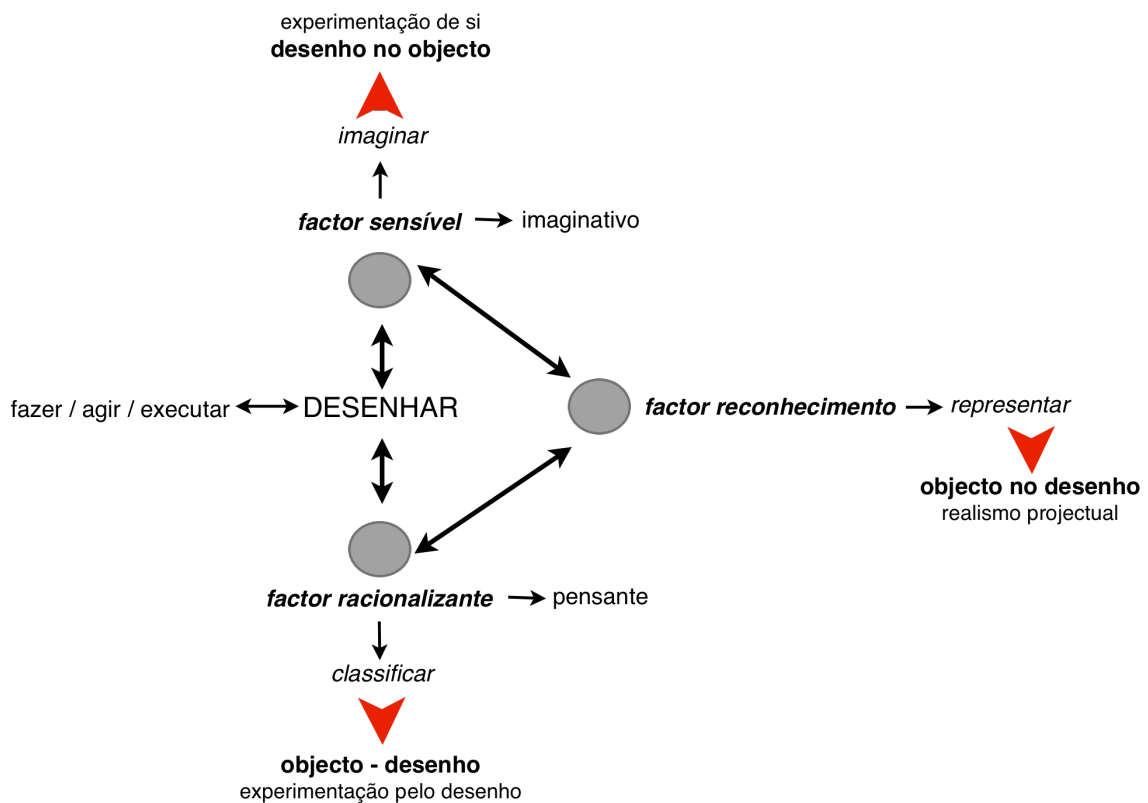 experimentação de si
desenho no objecto
imaginar
factor sensível
imaginativo
fazer / agir / executar
DESENHAR
factor reconhecimento
representar
objecto no desenho
realismo projectual
factor racionalizante
pensante
classificar
objecto - desenho
experimentação pelo desenho